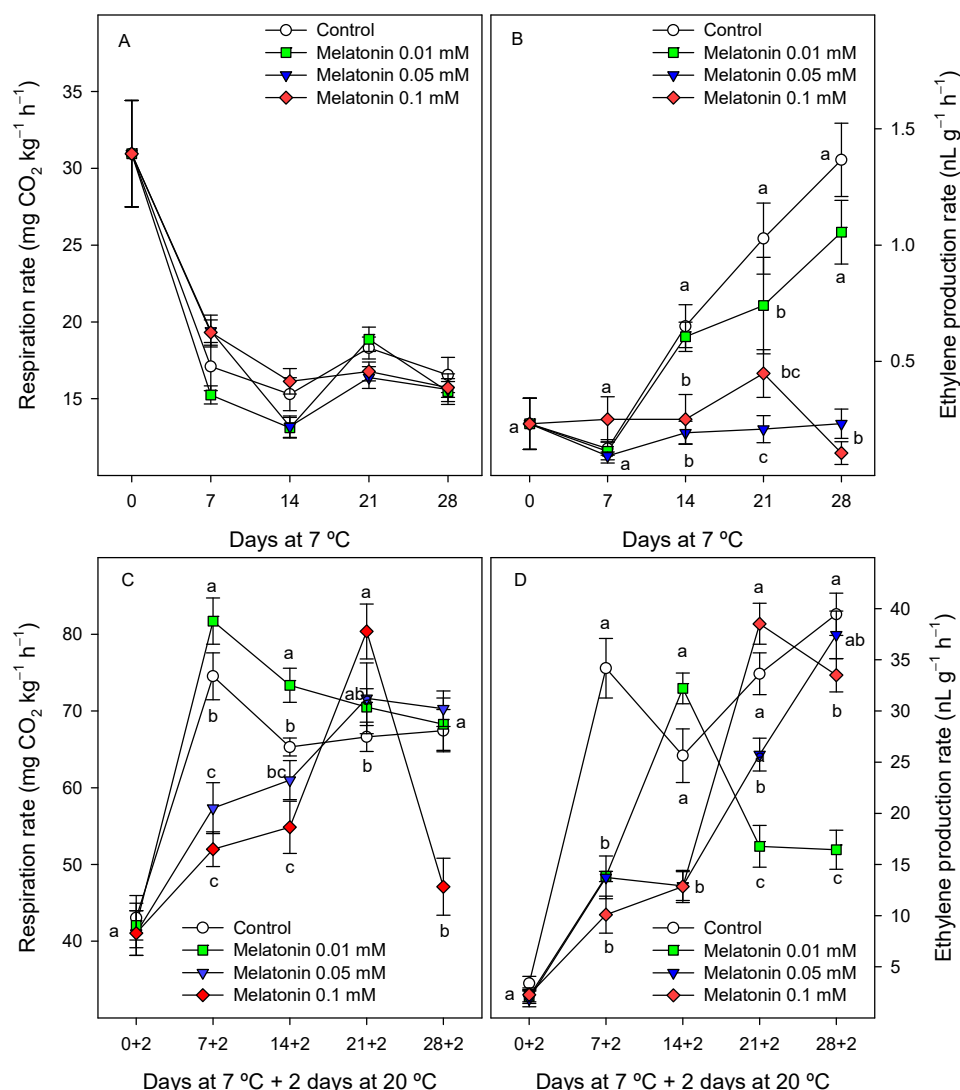 A
Control
Melatonin 0.01 mM
Melatonin 0.05 mM
Melatonin 0.1 mM
Respiration rate (mg CO₂ kg⁻¹ h⁻¹)
35
30
25
20
15
0 7 14 21 28
Days at 7 ºC
B
Control
Melatonin 0.01 mM
Melatonin 0.05 mM
Melatonin 0.1 mM
a
a
a
a
a
b
b
bc
a
a
b
c
b
1.5
1.0
0.5
Ethylene production rate (nL g⁻¹ h⁻¹)
0 7 14 21 28
Days at 7 ºC
C
Respiration rate (mg CO₂ kg⁻¹ h⁻¹)
80
70
60
50
40
a
a
a
ab
b
b
a
b
c
bc
c
c
a
b
Control
Melatonin 0.01 mM
Melatonin 0.05 mM
Melatonin 0.1 mM
0+2 7+2 14+2 21+2 28+2
Days at 7 ºC + 2 days at 20 ºC
D
a
a
a
a
ab
a
b
a
b
b
b
c
c
b
a
Control
Melatonin 0.01 mM
Melatonin 0.05 mM
Melatonin 0.1 mM
40
35
30
25
20
15
10
5
Ethylene production rate (nL g⁻¹ h⁻¹)
0+2 7+2 14+2 21+2 28+2
Days at 7 ºC + 2 days at 20 ºC